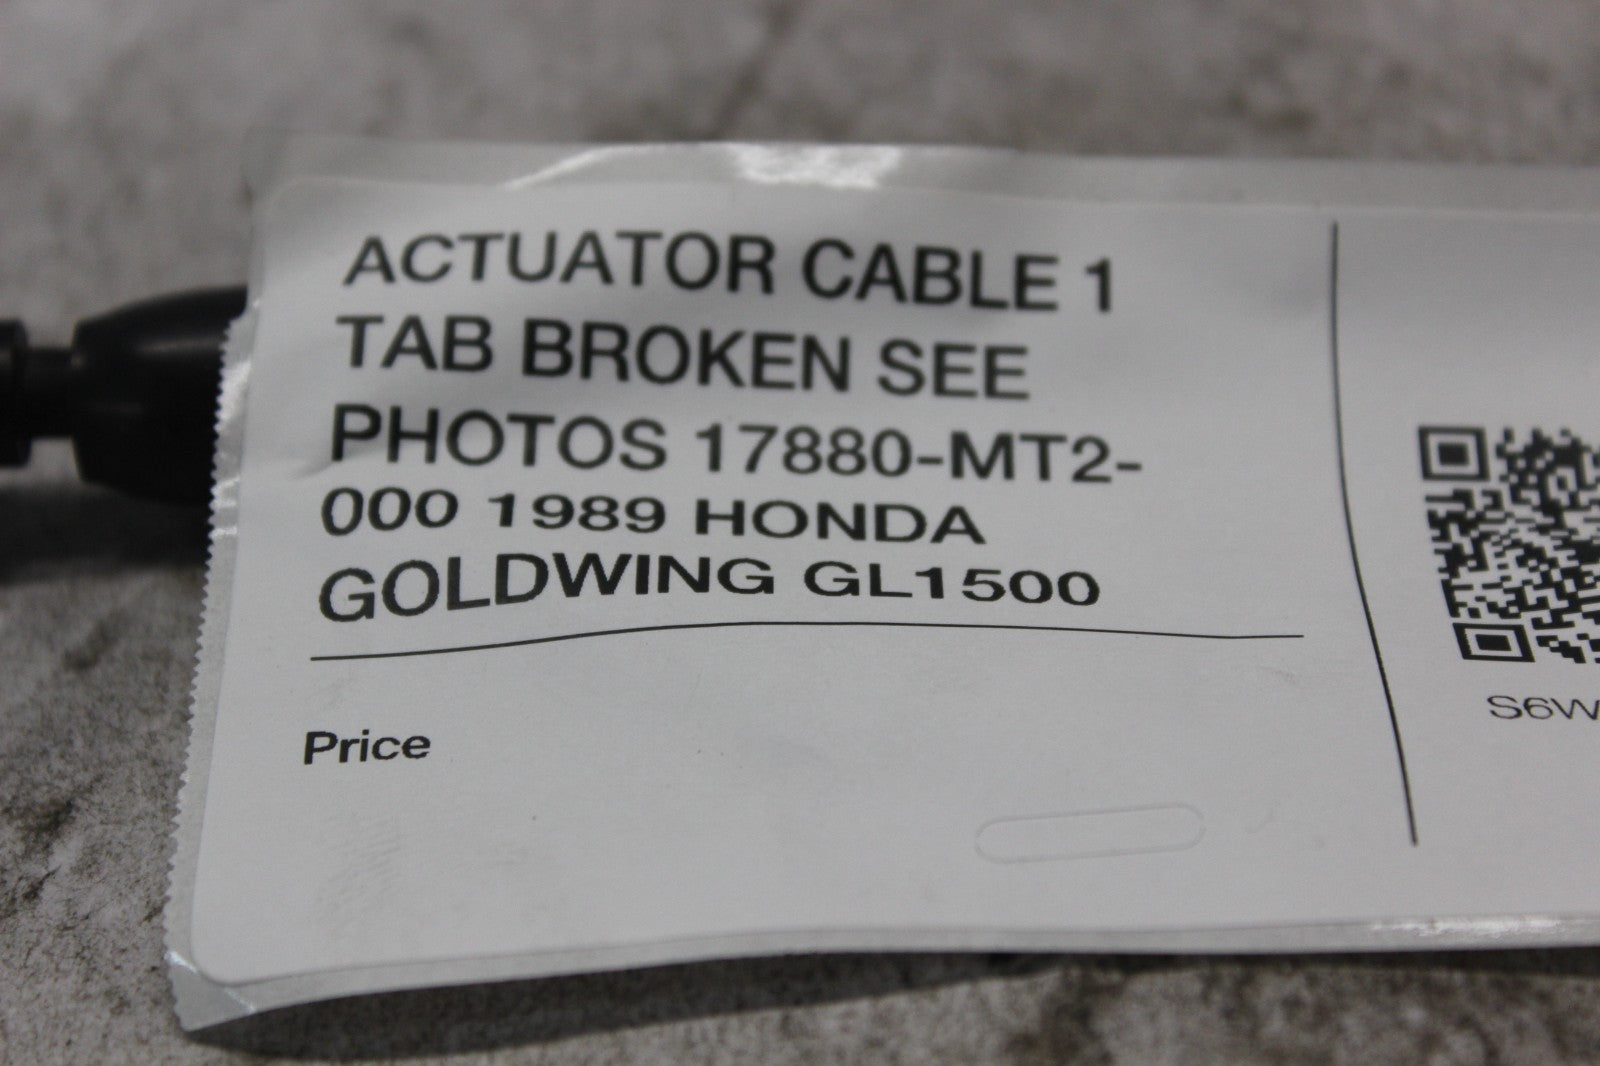 ACTUATOR CABLE 1
TAB BROKEN SEE
PHOTOS 17880-MT2-
000 1989 HONDA
GOLDWING GL1500
Price
S6W